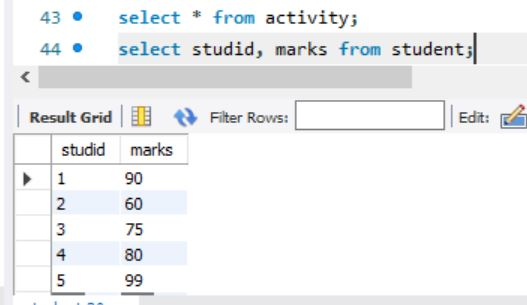 43 select * from activity;
44 select studid, marks from student;
Result Grid Filter Rows: Edit:
studid marks
1 90
2 60
3 75
4 80
5 99